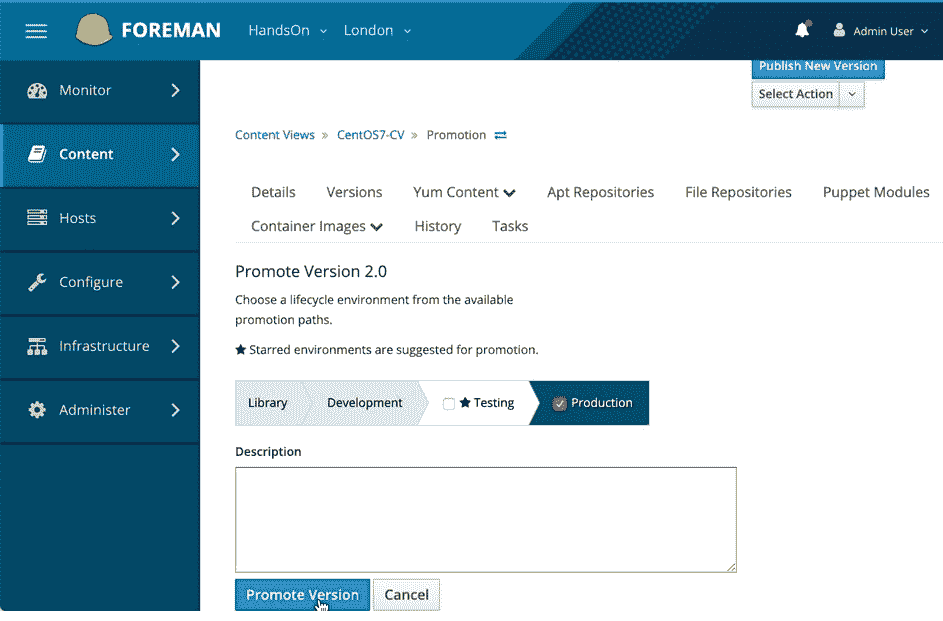 FOREMAN HandsOn London Admin User
Monitor
Content
Hosts
Configure
Infrastructure
Administer
Publish New Version
Select Action
Content Views » CentOS7-CV » Promotion
Details Versions Yum Content Apt Repositories File Repositories Puppet Modules
Container Images History Tasks
Promote Version 2.0
Choose a lifecycle environment from the available
promotion paths.
★ Starred environments are suggested for promotion.
Library Development ★ Testing Production
Description
Promote Version Cancel